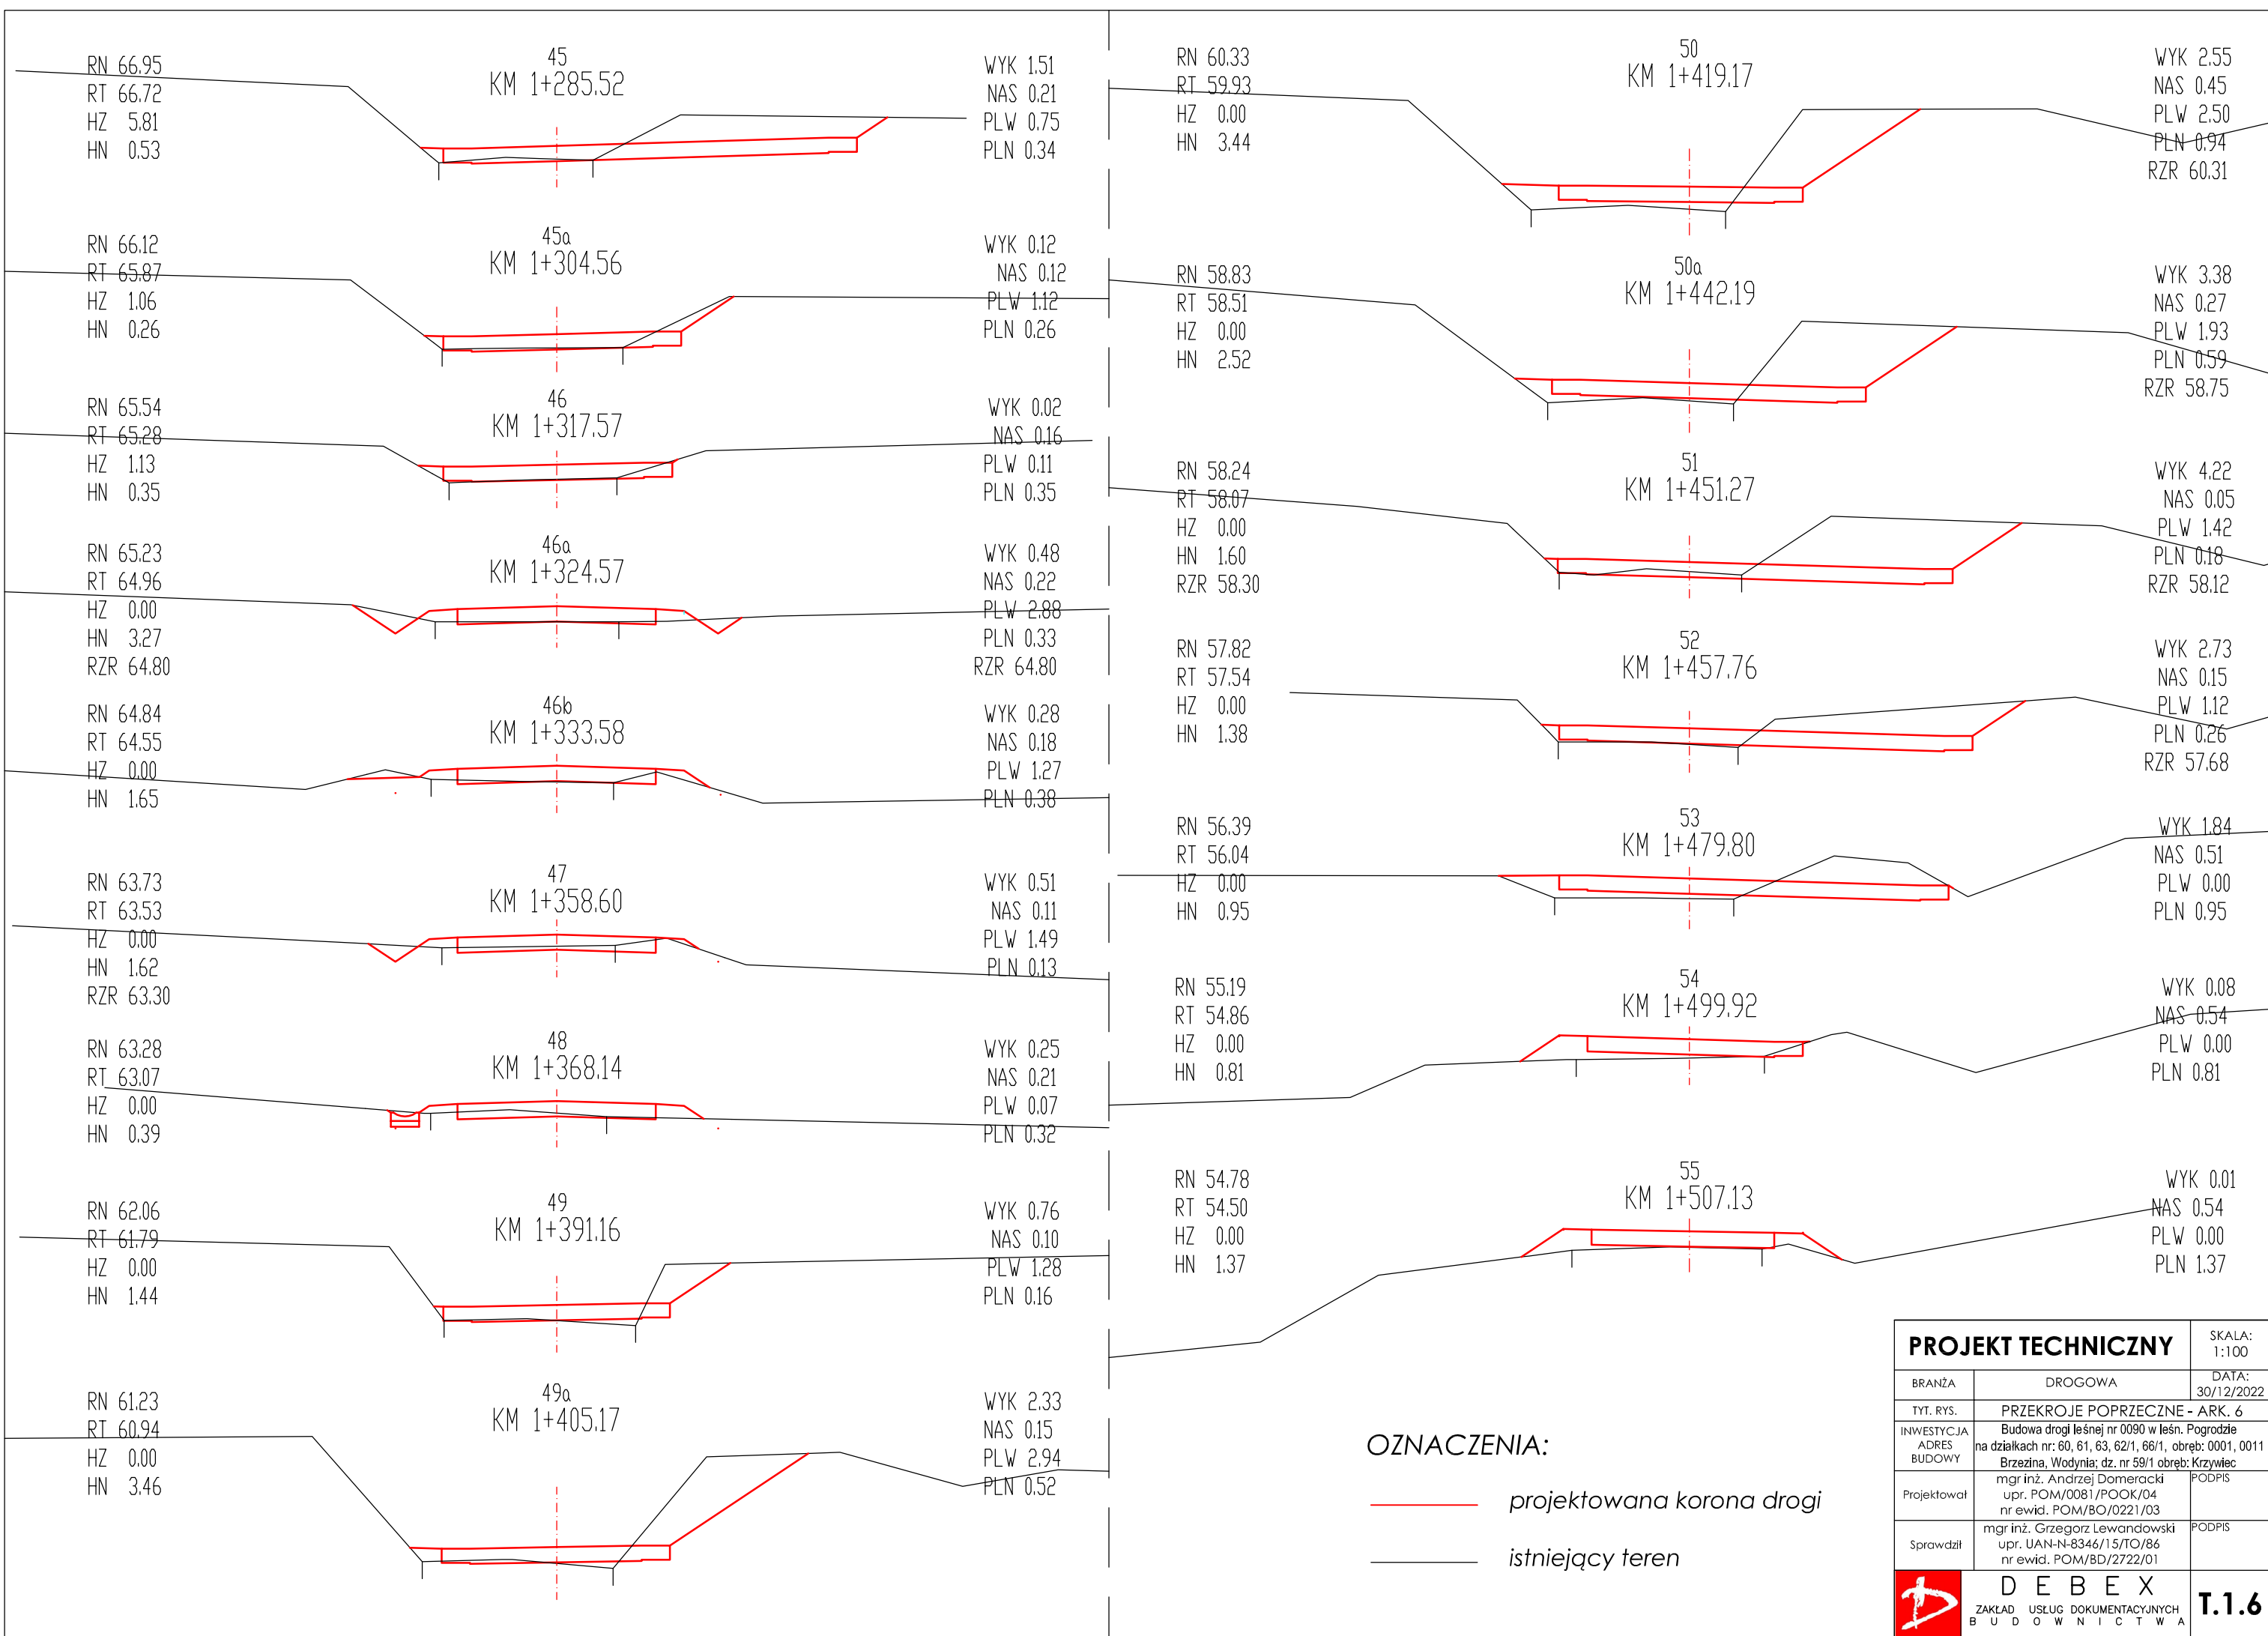 45
KM 1+285.52
RN 66.95
RT 66.72
HZ 5.81
HN 0.53
WYK 1.51
NAS 0.21
PLW 0.75
PLN 0.34
45a
KM 1+304.56
RN 66.12
RT 65.87
HZ 1.06
HN 0.26
WYK 0.12
NAS 0.12
PLW 1.12
PLN 0.26
46
KM 1+317.57
RN 65.54
RT 65.28
HZ 1.13
HN 0.35
WYK 0.02
NAS 0.16
PLW 0.11
PLN 0.35
46a
KM 1+324.57
RN 65.23
RT 64.96
HZ 0.00
HN 3.27
RZR 64.80
WYK 0.48
NAS 0.22
PLW 2.88
PLN 0.33
RZR 64.80
46b
KM 1+333.58
RN 64.84
RT 64.55
HZ 0.00
HN 1.65
WYK 0.28
NAS 0.18
PLW 1.27
PLN 0.38
47
KM 1+358.60
RN 63.73
RT 63.53
HZ 0.00
HN 1.62
RZR 63.30
WYK 0.51
NAS 0.11
PLW 1.49
PLN 0.13
48
KM 1+368.14
RN 63.28
RT 63.07
HZ 0.00
HN 0.39
WYK 0.25
NAS 0.21
PLW 0.07
PLN 0.32
49
KM 1+391.16
RN 62.06
RT 61.79
HZ 0.00
HN 1.44
WYK 0.76
NAS 0.10
PLW 1.28
PLN 0.16
49a
KM 1+405.17
RN 61.23
RT 60.94
HZ 0.00
HN 3.46
WYK 2.33
NAS 0.15
PLW 2.94
PLN 0.52
50
KM 1+419.17
RN 60.33
RT 59.93
HZ 0.00
HN 3.44
WYK 2.55
NAS 0.45
PLW 2.50
PLN 0.94
RZR 60.31
50a
KM 1+442.19
RN 58.83
RT 58.51
HZ 0.00
HN 2.52
WYK 3.38
NAS 0.27
PLW 1.93
PLN 0.59
RZR 58.75
51
KM 1+451.27
RN 58.24
RT 58.07
HZ 0.00
HN 1.60
RZR 58.30
WYK 4.22
NAS 0.05
PLW 1.42
PLN 0.18
RZR 58.12
52
KM 1+457.76
RN 57.82
RT 57.54
HZ 0.00
HN 1.38
WYK 2.73
NAS 0.15
PLW 1.12
PLN 0.26
RZR 57.68
53
KM 1+479.80
RN 56.39
RT 56.04
HZ 0.00
HN 0.95
WYK 1.84
NAS 0.51
PLW 0.00
PLN 0.95
54
KM 1+499.92
RN 55.19
RT 54.86
HZ 0.00
HN 0.81
WYK 0.08
NAS 0.54
PLW 0.00
PLN 0.81
55
KM 1+507.13
RN 54.78
RT 54.50
HZ 0.00
HN 1.37
WYK 0.01
NAS 0.54
PLW 0.00
PLN 1.37
OZNACZENIA:
projektowana korona drogi
istniejący teren
PROJEKT TECHNICZNY
SKALA:
1:100
BRANŻA
DROGOWA
DATA:
30/12/2022
TYT. RYS.
PRZEKROJE POPRZECZNE - ARK. 6
INWESTYCJA
ADRES
BUDOWY
Budowa drogi leśnej nr 0090 w leśn. Pogrodzie
na działkach nr: 60, 61, 63, 62/1, 66/1, obręb: 0001, 0011
Brzezina, Wodynia; dz. nr 59/1 obręb: Krzywiec
Projektował
mgr inż. Andrzej Domeracki
upr. POM/0081/POOK/04
nr ewid. POM/BO/0221/03
PODPIS
Sprawdził
mgr inż. Grzegorz Lewandowski
upr. UAN-N-8346/15/TO/86
nr ewid. POM/BD/2722/01
PODPIS
DEBEX
ZAKŁAD USŁUG DOKUMENTACYJNYCH
BUDOWNICTWA
T.1.6